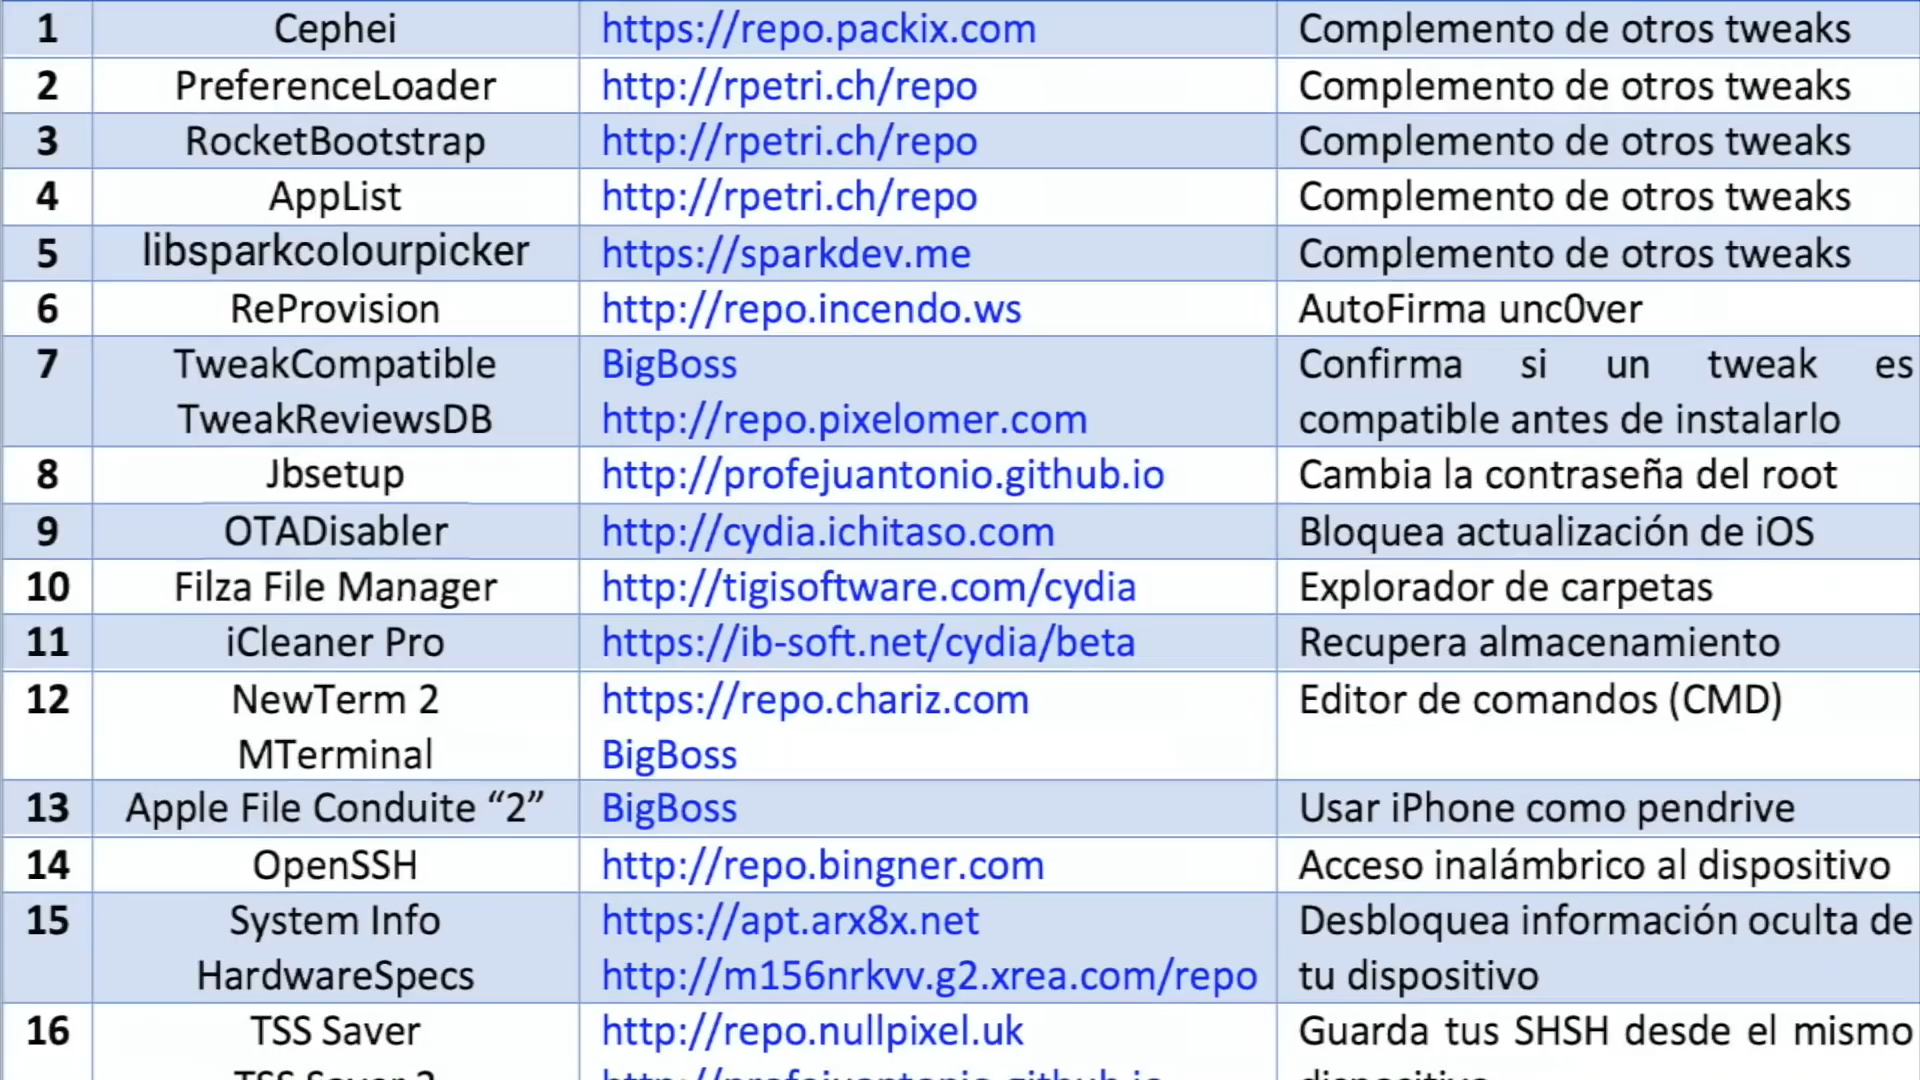 1 Cephei https://repo.packix.com Complemento de otros tweaks
2 PreferenceLoader http://rpetri.ch/repo Complemento de otros tweaks
3 RocketBootstrap http://rpetri.ch/repo Complemento de otros tweaks
4 AppList http://rpetri.ch/repo Complemento de otros tweaks
5 libsparkcolourpicker https://sparkdev.me Complemento de otros tweaks
6 ReProvision http://repo.incendo.ws AutoFirma unc0ver
7 TweakCompatible BigBoss Confirma si un tweak es
TweakReviewsDB http://repo.pixelomer.com compatible antes de instalarlo
8 Jbsetup http://profejuantonio.github.io Cambia la contraseña del root
9 OTADisabler http://cydia.ichitaso.com Bloquea actualización de iOS
10 Filza File Manager http://tigisoftware.com/cydia Explorador de carpetas
11 iCleaner Pro https://ib-soft.net/cydia/beta Recupera almacenamiento
12 NewTerm 2 https://repo.chariz.com Editor de comandos (CMD)
MTerminal BigBoss
13 Apple File Conduite “2” BigBoss Usar iPhone como pendrive
14 OpenSSH http://repo.bingner.com Acceso inalámbrico al dispositivo
15 System Info https://apt.arx8x.net Desbloquea información oculta de
HardwareSpecs http://m156nrkvv.g2.xrea.com/repo tu dispositivo
16 TSS Saver http://repo.nullpixel.uk Guarda tus SHSH desde el mismo
TSS Saver 2 http://profejuantonio.github.io dispositivo